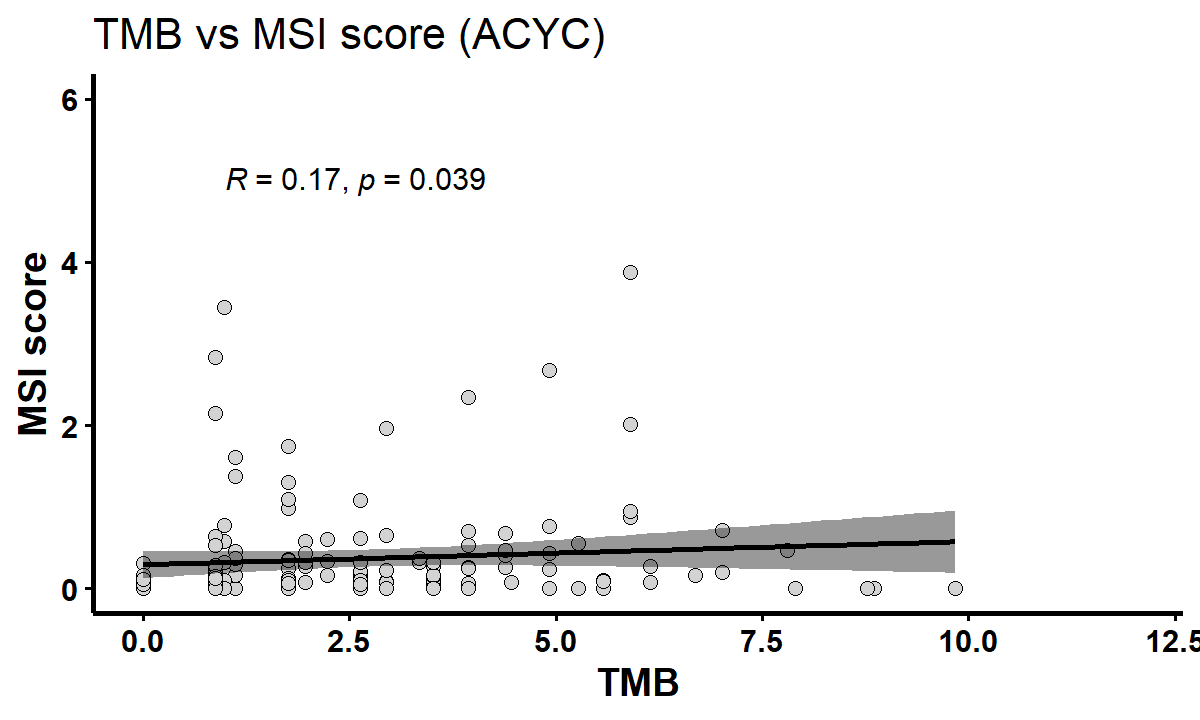 TMB vs MSI score (ACYC)
6
R = 0.17, p = 0.039
4
MSI score
2
0
0.0 2.5 5.0 7.5 10.0 12.5
TMB